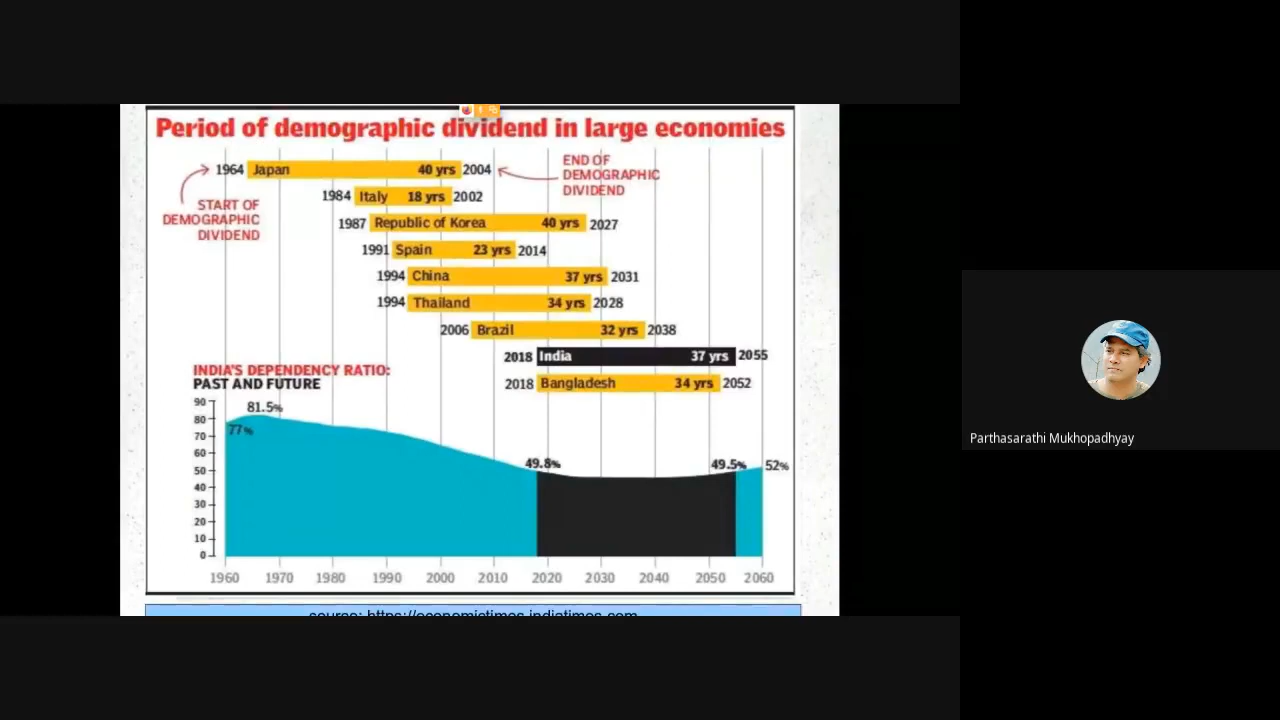 Period of demographic dividend in large economies
1964 Japan 40 yrs 2004
END OF
DEMOGRAPHIC
DIVIDEND
START OF
DEMOGRAPHIC
DIVIDEND
1984 Italy 18 yrs 2002
1987 Republic of Korea 40 yrs 2027
1991 Spain 23 yrs 2014
1994 China 37 yrs 2031
1994 Thailand 34 yrs 2028
2006 Brazil 32 yrs 2038
2018 India 37 yrs 2055
2018 Bangladesh 34 yrs 2052
INDIA'S DEPENDENCY RATIO:
PAST AND FUTURE
90
80
70
60
50
40
30
20
10
0
81.5%
77%
49.8%
49.5%
52%
1960 1970 1980 1990 2000 2010 2020 2030 2040 2050 2060
https://economictimes.indiatimes.com
Parthasarathi Mukhopadhyay